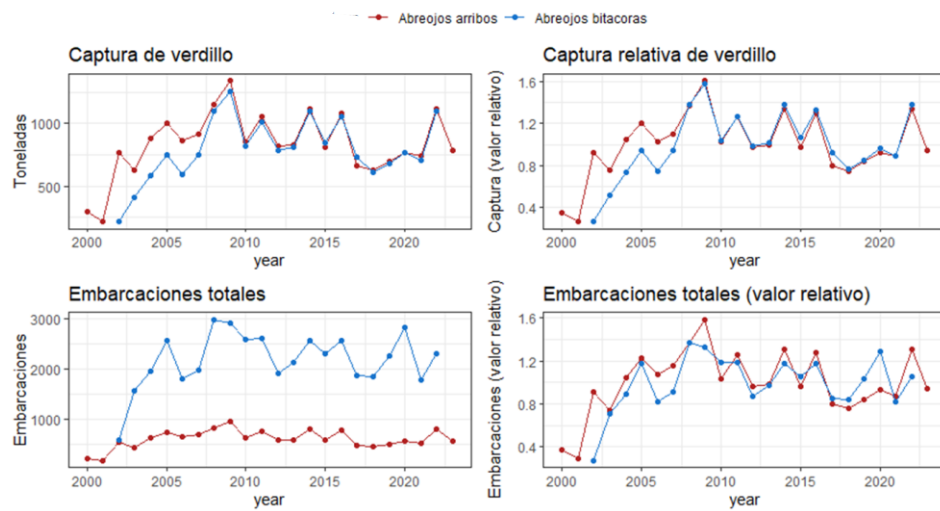 Abreojos arribos Abreojos bitacoras
Captura de verdillo
Toneladas
1000
500
2000 2005 2010 2015 2020
year
Captura relativa de verdillo
Captura (valor relativo)
1.6
1.2
0.8
0.4
2000 2005 2010 2015 2020
year
Embarcaciones totales
Embarcaciones
3000
2000
1000
2000 2005 2010 2015 2020
year
Embarcaciones totales (valor relativo)
Embarcaciones (valor relativo)
1.6
1.2
0.8
0.4
2000 2005 2010 2015 2020
year